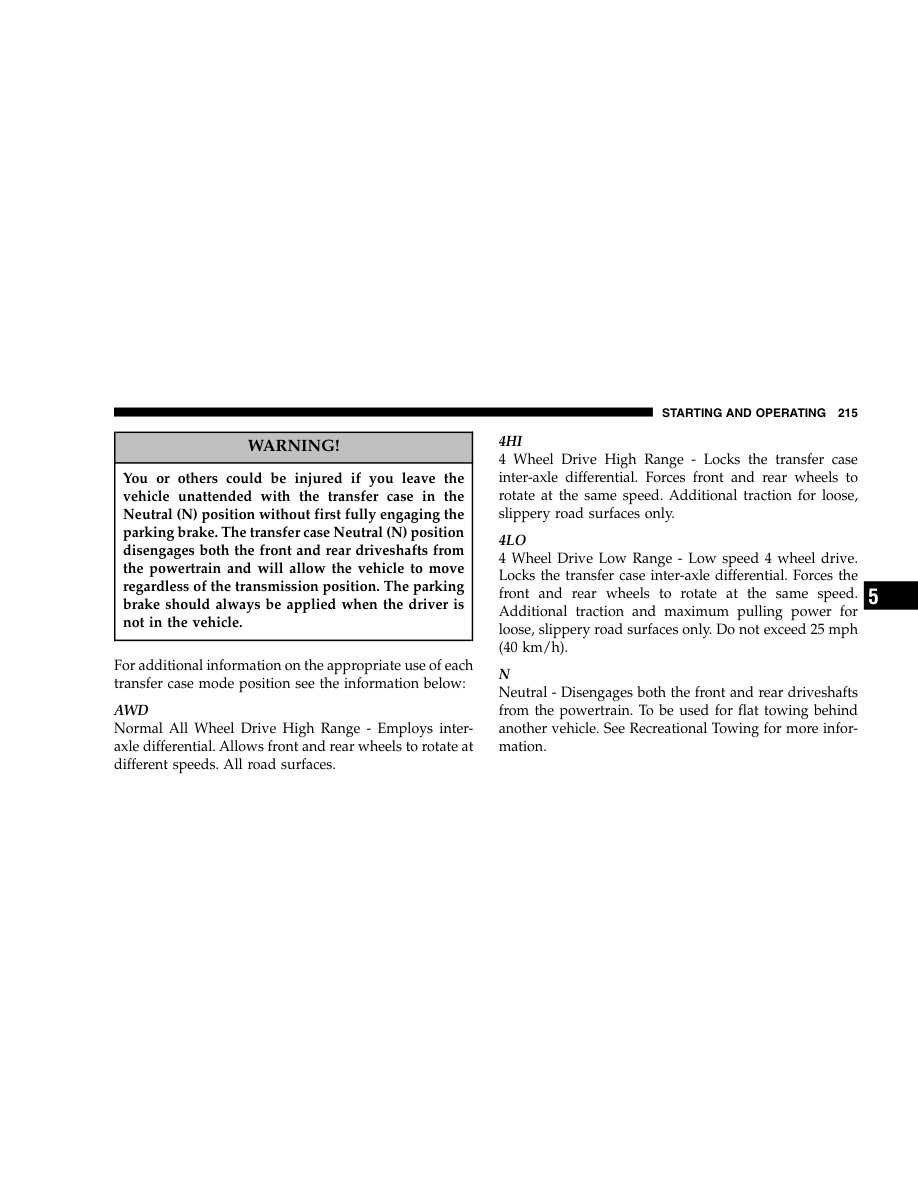 STARTING AND OPERATING 215
WARNING!
You or others could be injured if you leave the
vehicle unattended with the transfer case in the
Neutral (N) position without first fully engaging the
parking brake. The transfer case Neutral (N) position
disengages both the front and rear driveshafts from
the powertrain and will allow the vehicle to move
regardless of the transmission position. The parking
brake should always be applied when the driver is
not in the vehicle.
For additional information on the appropriate use of each
transfer case mode position see the information below:
AWD
Normal All Wheel Drive High Range - Employs inter-
axle differential. Allows front and rear wheels to rotate at
different speeds. All road surfaces.
4HI
4 Wheel Drive High Range - Locks the transfer case
inter-axle differential. Forces front and rear wheels to
rotate at the same speed. Additional traction for loose,
slippery road surfaces only.
4LO
4 Wheel Drive Low Range - Low speed 4 wheel drive.
Locks the transfer case inter-axle differential. Forces the
front and rear wheels to rotate at the same speed.
Additional traction and maximum pulling power for
loose, slippery road surfaces only. Do not exceed 25 mph
(40 km/h).
N
Neutral - Disengages both the front and rear driveshafts
from the powertrain. To be used for flat towing behind
another vehicle. See Recreational Towing for more infor-
mation.
5